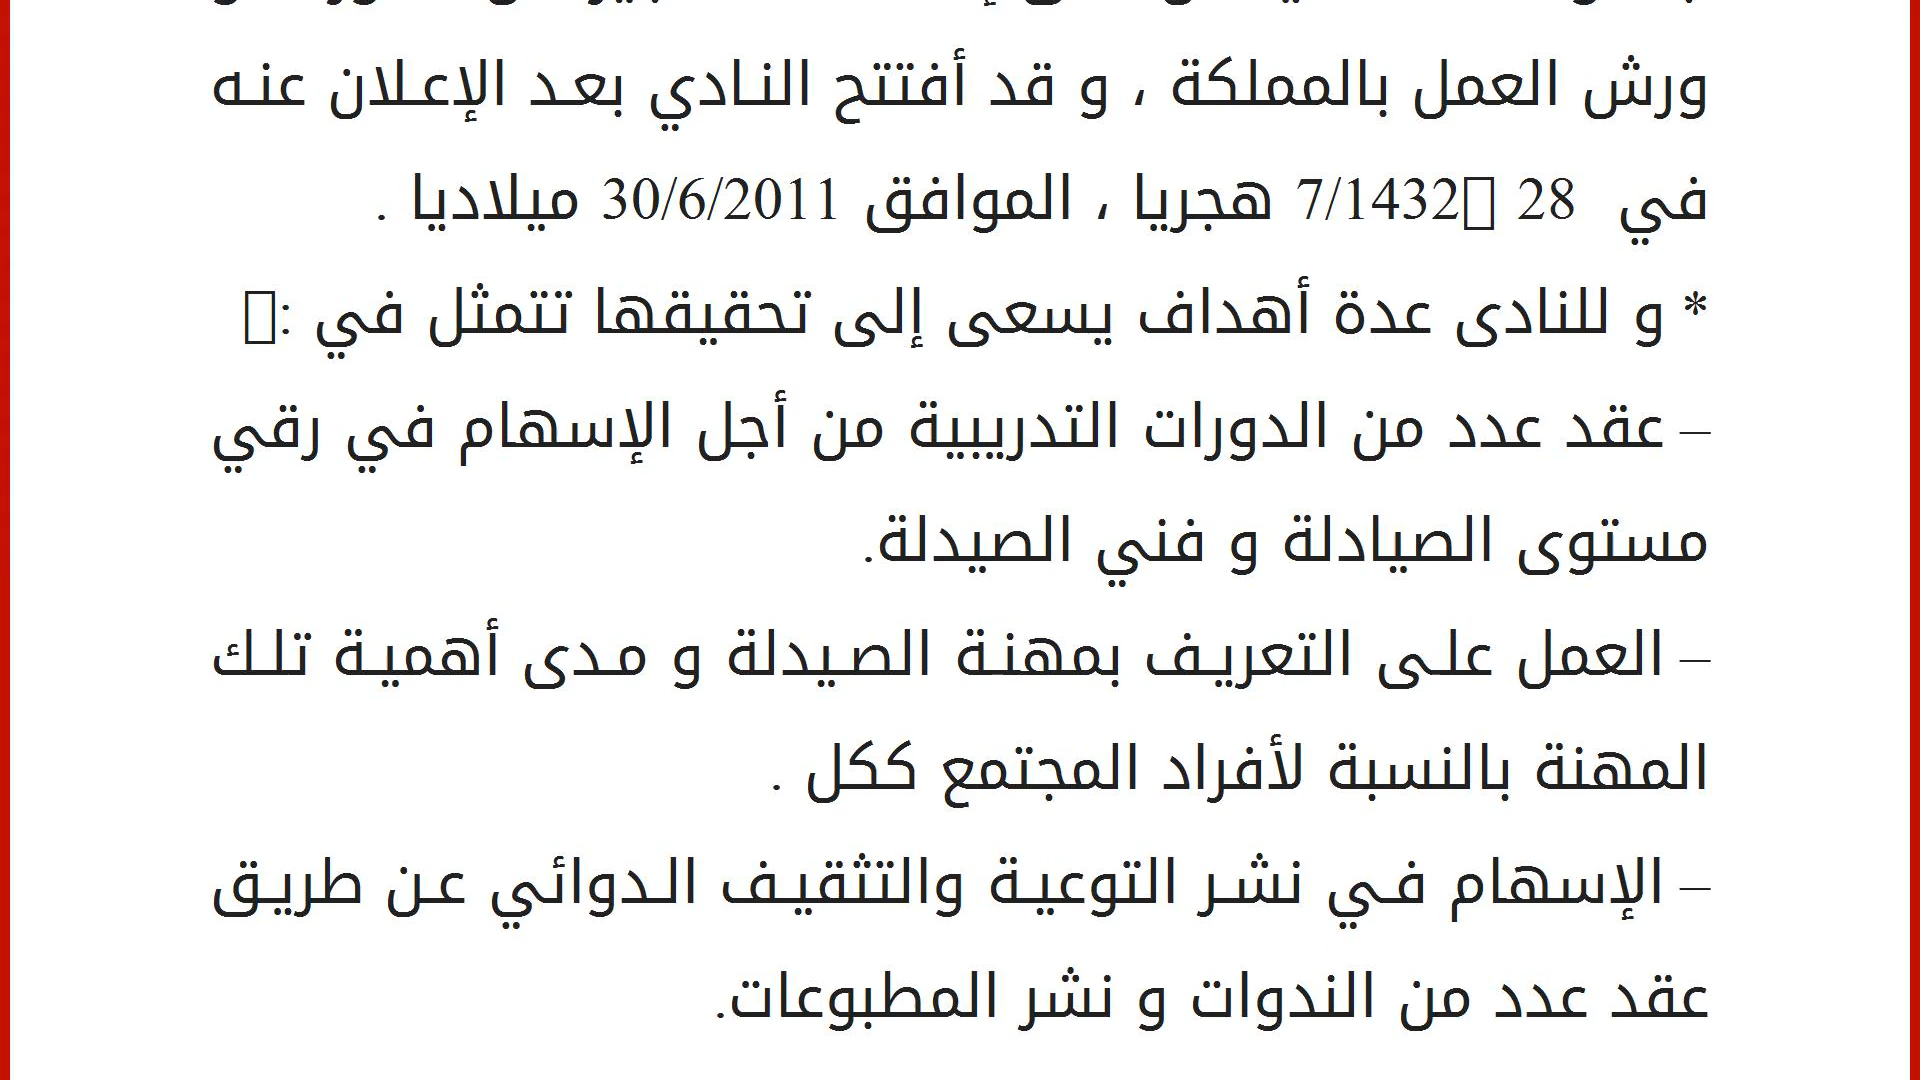 ورش العمل بالمملكة ، و قد أفتتح النادي بعد الإعلان عنه
في 28 7/1432 هجريا ، الموافق 30/6/2011 ميلاديا .
* و للنادى عدة أهداف يسعى إلى تحقيقها تتمثل في :
– عقد عدد من الدورات التدريبية من أجل الإسهام في رقي
مستوى الصيادلة و فني الصيدلة.
– العمل على التعريف بمهنة الصيدلة و مدى أهمية تلك
المهنة بالنسبة لأفراد المجتمع ككل .
– الإسهام في نشر التوعية والتثقيف الدوائي عن طريق
عقد عدد من الندوات و نشر المطبوعات.